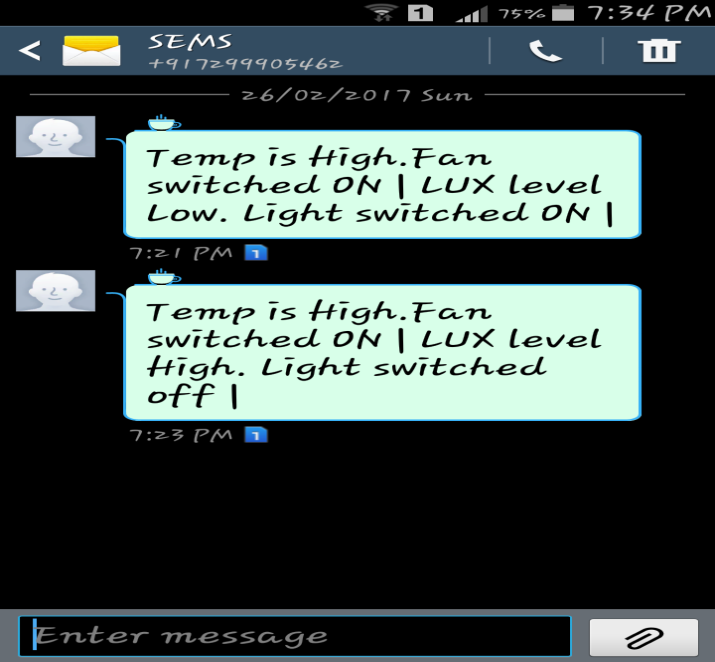 1 75% 7:34 PM
SEMS
+917299905462
26/02/2017 Sun
Temp is High.Fan
switched ON | LUX level
Low. Light switched ON |
7:21 PM 1
Temp is High.Fan
switched ON | LUX level
High. Light switched
off |
7:23 PM 1
Enter message